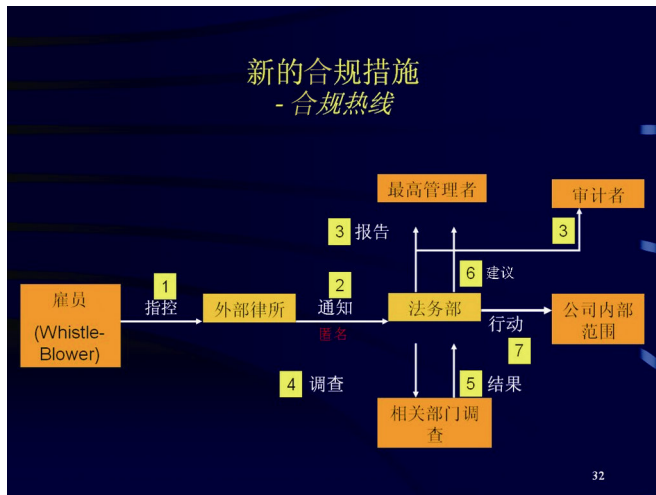 新的合规措施
- 合规热线
最高管理者
审计者
3 报告
3
6 建议
1
指控
2
通知
匿名
雇员
(Whistle-
Blower)
外部律所
法务部
行动
7
公司内部
范围
4 调查
5 结果
相关部门调
查
32